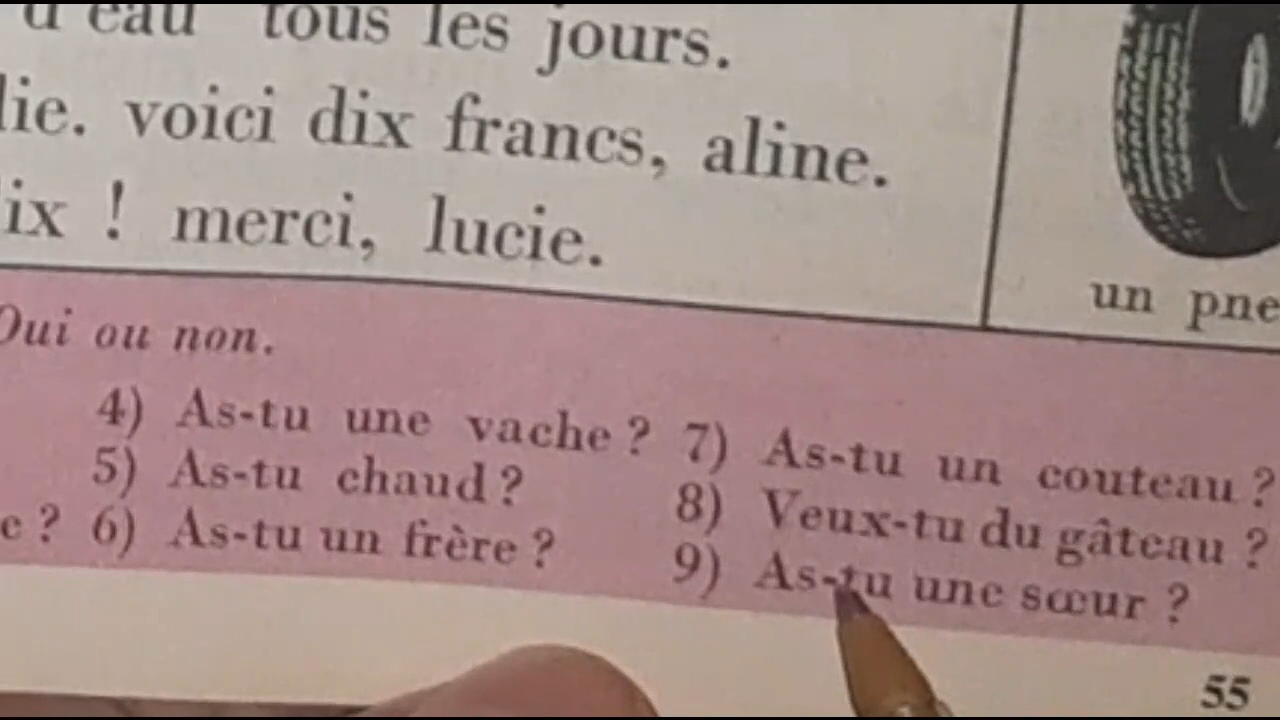 d'eau tous les jours.
voici dix francs, aline.
! merci, lucie.
un pne
Oui ou non.
4) As-tu une vache ?
5) As-tu chaud ?
e ? 6) As-tu un frère ?
7) As-tu un couteau ?
8) Veux-tu du gâteau ?
9) As-tu une sœur ?
55